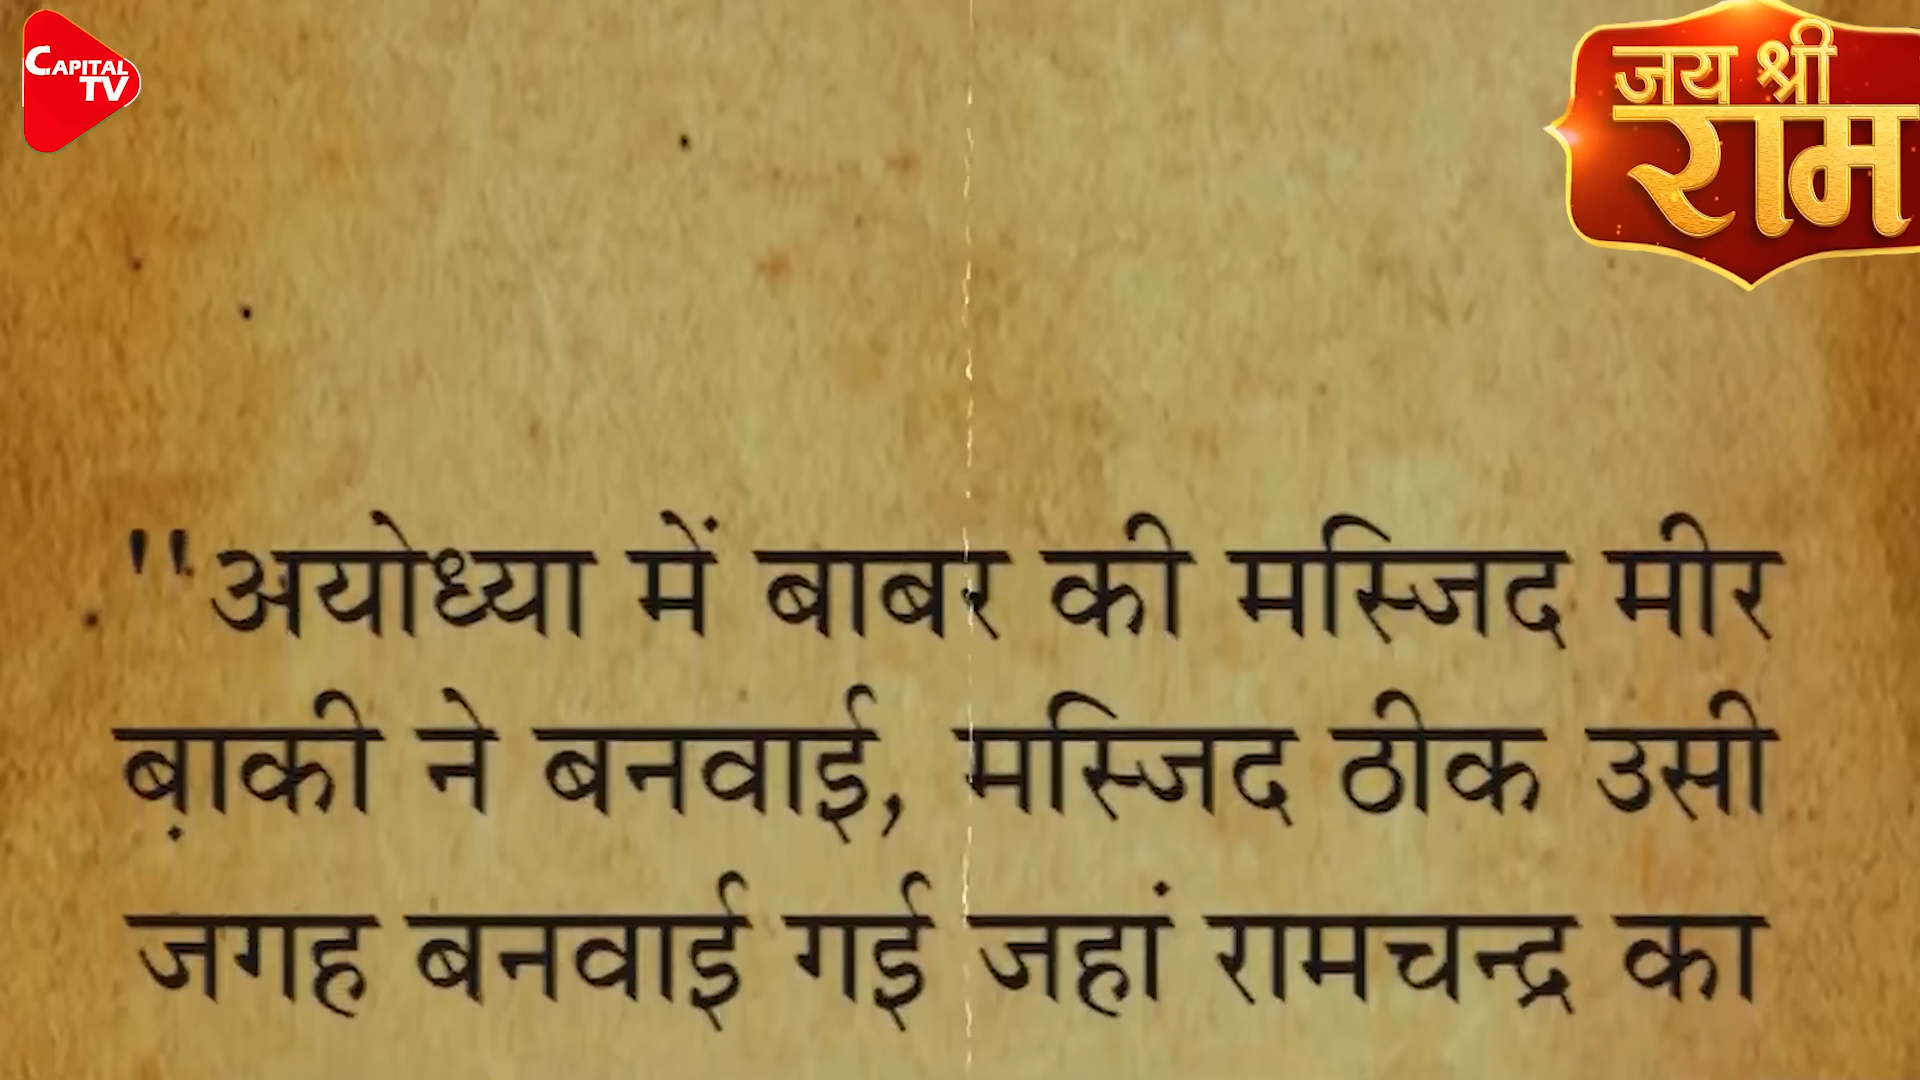 CAPITAL
TV
जय श्री
राम
"अयोध्या में बाबर की मस्जिद मीर
ब़ाकी ने बनवाई, मस्जिद ठीक उसी
जगह बनवाई गई जहां रामचन्द्र का